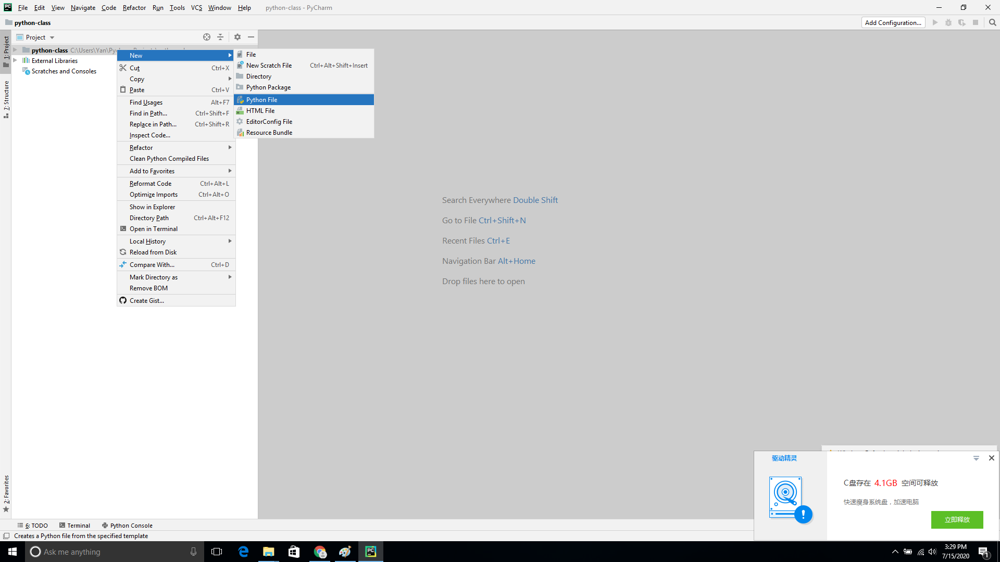 PC File Edit View Navigate Code Refactor Run Tools VCS Window Help python-class - PyCharm
python-class
Add Configuration...
Project
1: Project
7: Structure
2: Favorites
python-class C:\Users\Yan\Pyc
External Libraries
Scratches and Consoles
New
Cut Ctrl+X
Copy
Paste Ctrl+V
Find Usages Alt+F7
Find in Path... Ctrl+Shift+F
Replace in Path... Ctrl+Shift+R
Inspect Code...
Refactor
Clean Python Compiled Files
Add to Favorites
Reformat Code Ctrl+Alt+L
Optimize Imports Ctrl+Alt+O
Show in Explorer
Directory Path Ctrl+Alt+F12
Open in Terminal
Local History
Reload from Disk
Compare With... Ctrl+D
Mark Directory as
Remove BOM
Create Gist...
File
New Scratch File Ctrl+Alt+Shift+Insert
Directory
Python Package
Python File
HTML File
EditorConfig File
Resource Bundle
Search Everywhere Double Shift
Go to File Ctrl+Shift+N
Recent Files Ctrl+E
Navigation Bar Alt+Home
Drop files here to open
驱动精灵
C盘存在 4.1GB 空间可释放
快速瘦身系统盘，加速电脑
立即释放
6: TODO Terminal Python Console
Creates a Python file from the specified template
Ask me anything
PC
3:29 PM
7/15/2020
1